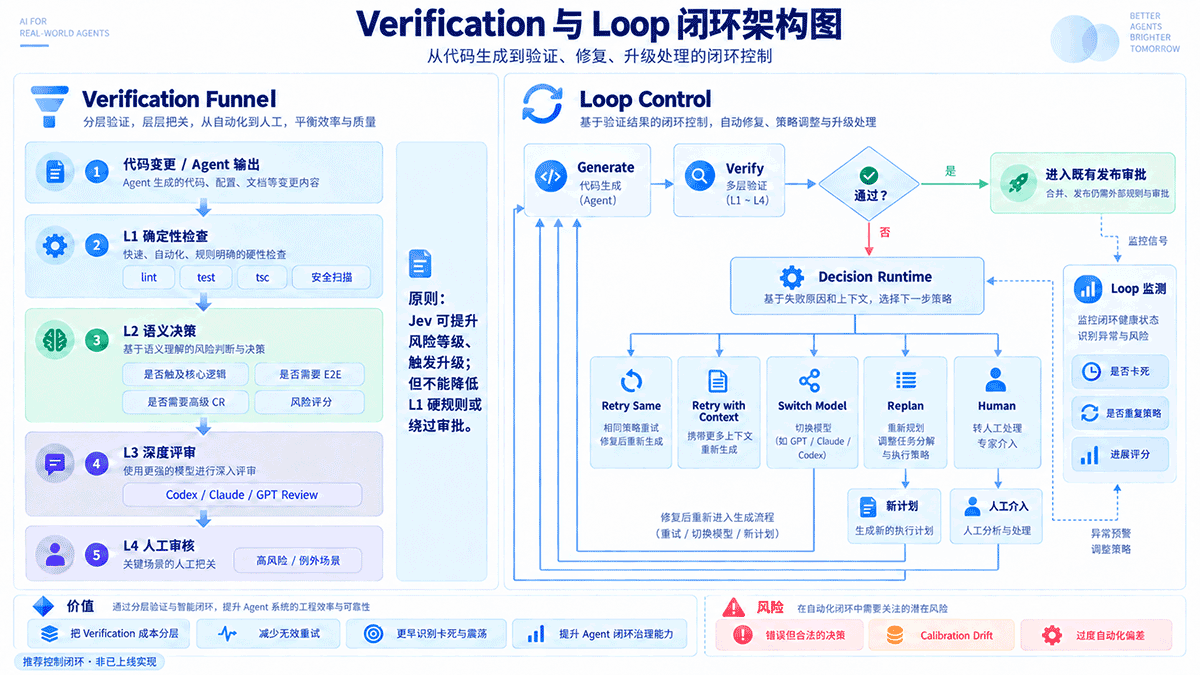 AI FOR
REAL-WORLD AGENTS
Verification 与 Loop 闭环架构图
从代码生成到验证、修复、升级处理的闭环控制
BETTER
AGENTS
BRIGHTER
TOMORROW
Verification Funnel
分层验证，层层把关，从自动化到人工，平衡效率与质量
1
代码变更 / Agent 输出
Agent 生成的代码、配置、文档等变更内容
2
L1 确定性检查
快速、自动化、规则明确的硬性检查
lint
test
tsc
安全扫描
3
L2 语义决策
基于语义理解的风险判断与决策
是否触及核心逻辑
是否需要 E2E
是否需要高级 CR
风险评分
4
L3 深度评审
使用更强的模型进行深入评审
Codex / Claude / GPT Review
5
L4 人工审核
关键场景的人工把关
高风险 / 例外场景
原则：
Jev 可提升
风险等级、
触发升级；
但不能降低
L1 硬规则或
绕过审批。
Loop Control
基于验证结果的闭环控制，自动修复、策略调整与升级处理
Generate
代码生成
（Agent）
Verify
多层验证
（L1 ~ L4）
通过？
是
否
进入既有发布审批
合并、发布仍需外部规则与审批
监控信号
Decision Runtime
基于失败原因和上下文，选择下一步策略
Retry Same
相同策略重试
修复后重新生成
Retry with
Context
携带更多上下文
重新生成
Switch Model
切换模型
（如 GPT / Claude /
Codex）
Replan
重新规划
调整任务分解
与执行策略
Human
转人工处理
专家介入
新计划
生成新的执行计划
人工介入
人工分析与处理
修复后重新进入生成流程
（重试 / 切换模型 / 新计划）
Loop 监测
监控闭环健康状态
识别异常与风险
是否卡死
是否重复策略
进展评分
异常预警
调整策略
价值
通过分层验证与智能闭环，提升 Agent 系统的工程效率与可靠性
把 Verification 成本分层
减少无效重试
更早识别卡死与震荡
提升 Agent 闭环治理能力
风险
在自动化闭环中需要关注的潜在风险
错误但合法的决策
Calibration Drift
过度自动化偏差
推荐控制闭环・非已上线实现